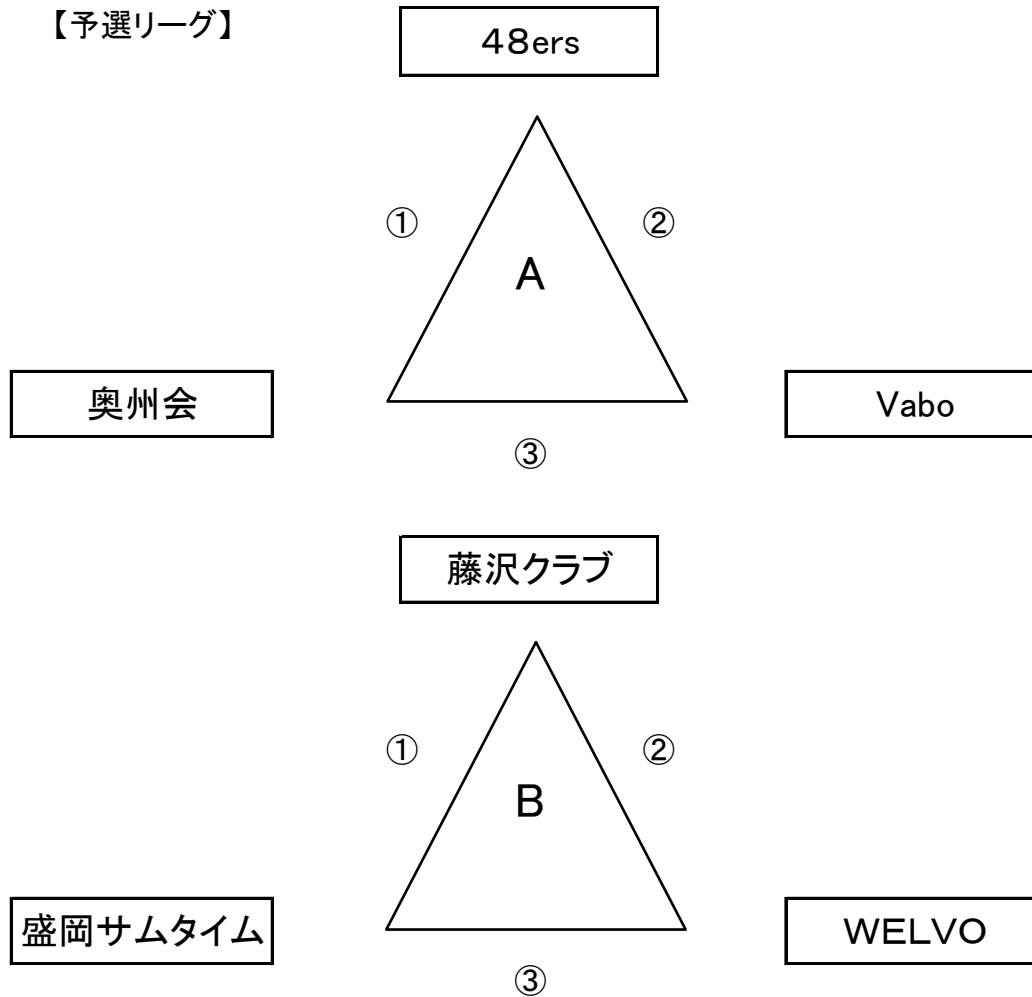 【予選リーグ】
48ers
①
②
A
奥州会
Vabo
③
藤沢クラブ
①
②
B
盛岡サムタイム
WELVO
③